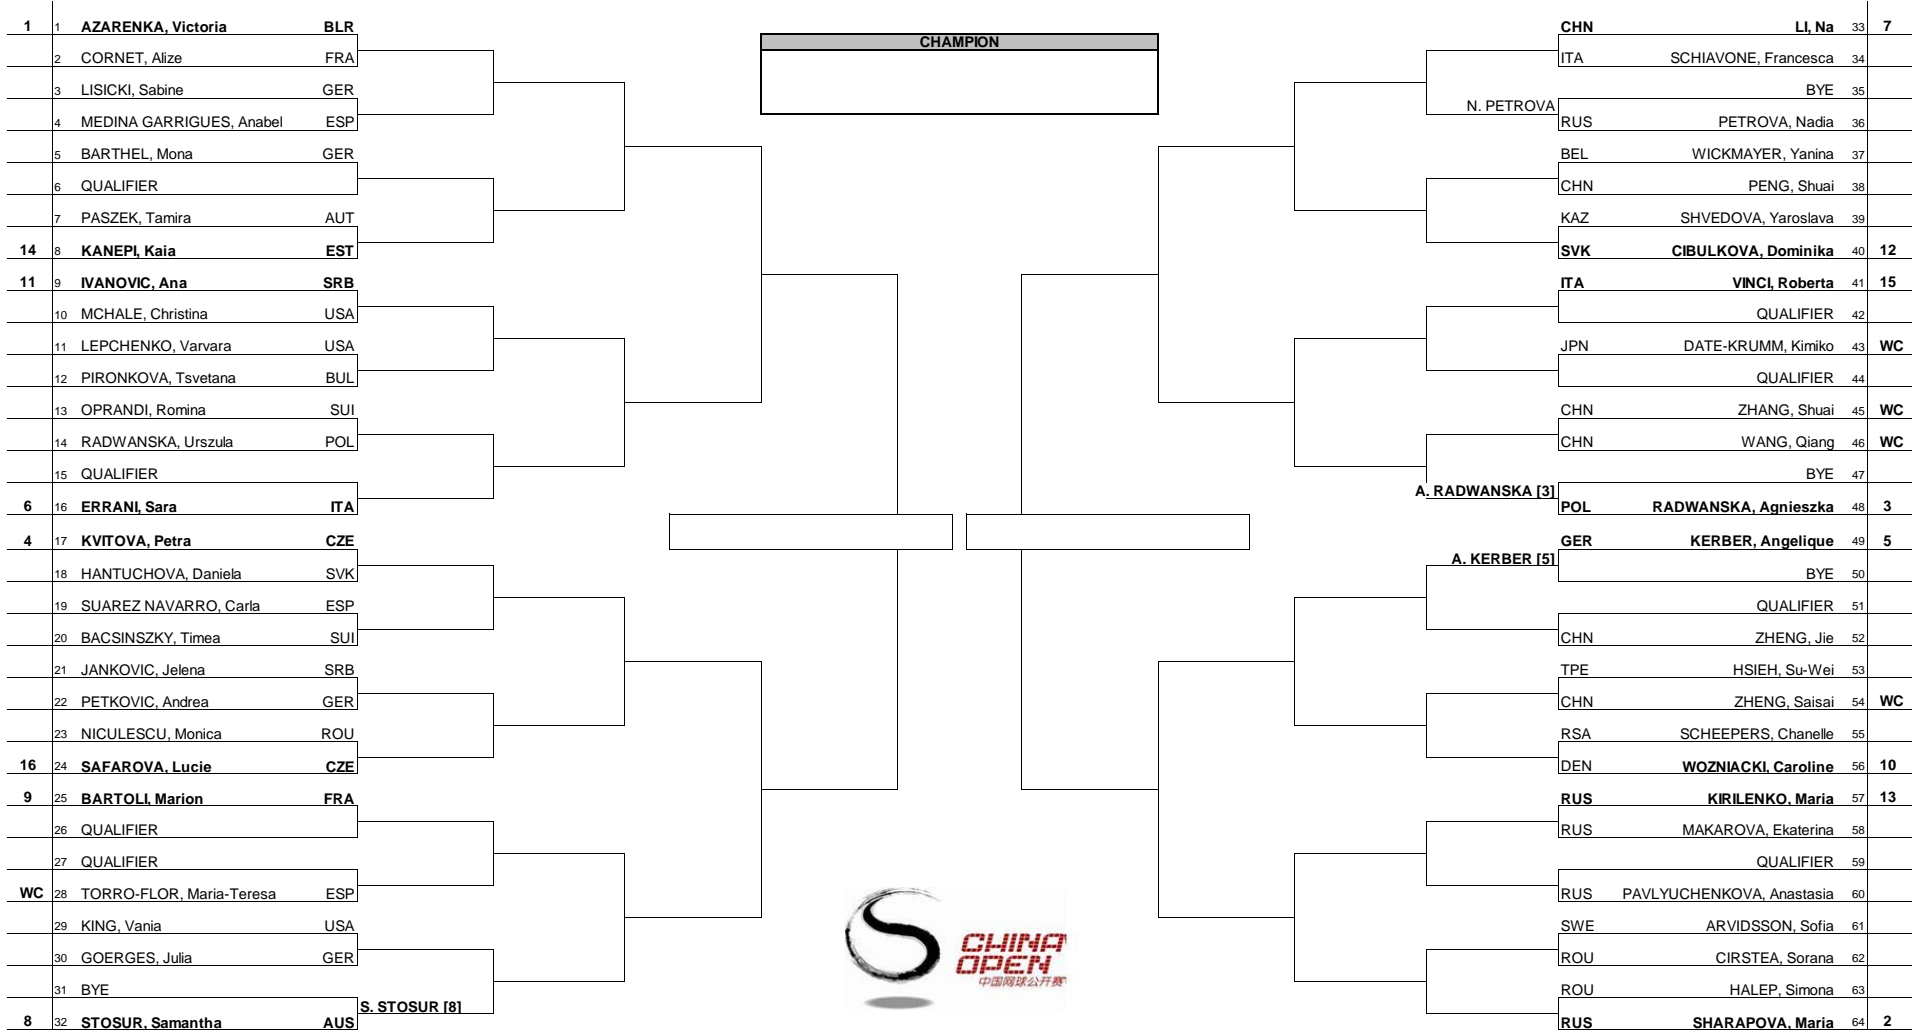 CHAMPION
1 1 AZARENKA, Victoria BLR
2 CORNET, Alize FRA
3 LISICKI, Sabine GER
4 MEDINA GARRIGUES, Anabel ESP
5 BARTHEL, Mona GER
6 QUALIFIER
7 PASZEK, Tamira AUT
14 8 KANEPI, Kaia EST
11 9 IVANOVIC, Ana SRB
10 MCHALE, Christina USA
11 LEPCHENKO, Varvara USA
12 PIRONKOVA, Tsvetana BUL
13 OPRANDI, Romina SUI
14 RADWANSKA, Urszula POL
15 QUALIFIER
6 16 ERRANI, Sara ITA
4 17 KVITOVA, Petra CZE
18 HANTUCHOVA, Daniela SVK
19 SUAREZ NAVARRO, Carla ESP
20 BACSINSZKY, Timea SUI
21 JANKOVIC, Jelena SRB
22 PETKOVIC, Andrea GER
23 NICULESCU, Monica ROU
16 24 SAFAROVA, Lucie CZE
9 25 BARTOLI, Marion FRA
26 QUALIFIER
27 QUALIFIER
WC 28 TORRO-FLOR, Maria-Teresa ESP
29 KING, Vania USA
30 GOERGES, Julia GER
31 BYE
S. STOSUR [8]
8 32 STOSUR, Samantha AUS
CHN LI, Na 33 7
ITA SCHIAVONE, Francesca 34
BYE 35
N. PETROVA
RUS PETROVA, Nadia 36
BEL WICKMAYER, Yanina 37
CHN PENG, Shuai 38
KAZ SHVEDOVA, Yaroslava 39
SVK CIBULKOVA, Dominika 40 12
ITA VINCI, Roberta 41 15
QUALIFIER 42
JPN DATE-KRUMM, Kimiko 43 WC
QUALIFIER 44
CHN ZHANG, Shuai 45 WC
CHN WANG, Qiang 46 WC
BYE 47
A. RADWANSKA [3]
POL RADWANSKA, Agnieszka 48 3
GER KERBER, Angelique 49 5
A. KERBER [5]
BYE 50
QUALIFIER 51
CHN ZHENG, Jie 52
TPE HSIEH, Su-Wei 53
CHN ZHENG, Saisai 54 WC
RSA SCHEEPERS, Chanelle 55
DEN WOZNIACKI, Caroline 56 10
RUS KIRILENKO, Maria 57 13
RUS MAKAROVA, Ekaterina 58
QUALIFIER 59
RUS PAVLYUCHENKOVA, Anastasia 60
SWE ARVIDSSON, Sofia 61
ROU CIRSTEA, Sorana 62
ROU HALEP, Simona 63
RUS SHARAPOVA, Maria 64 2
CHINA
OPEN
中国网球公开赛